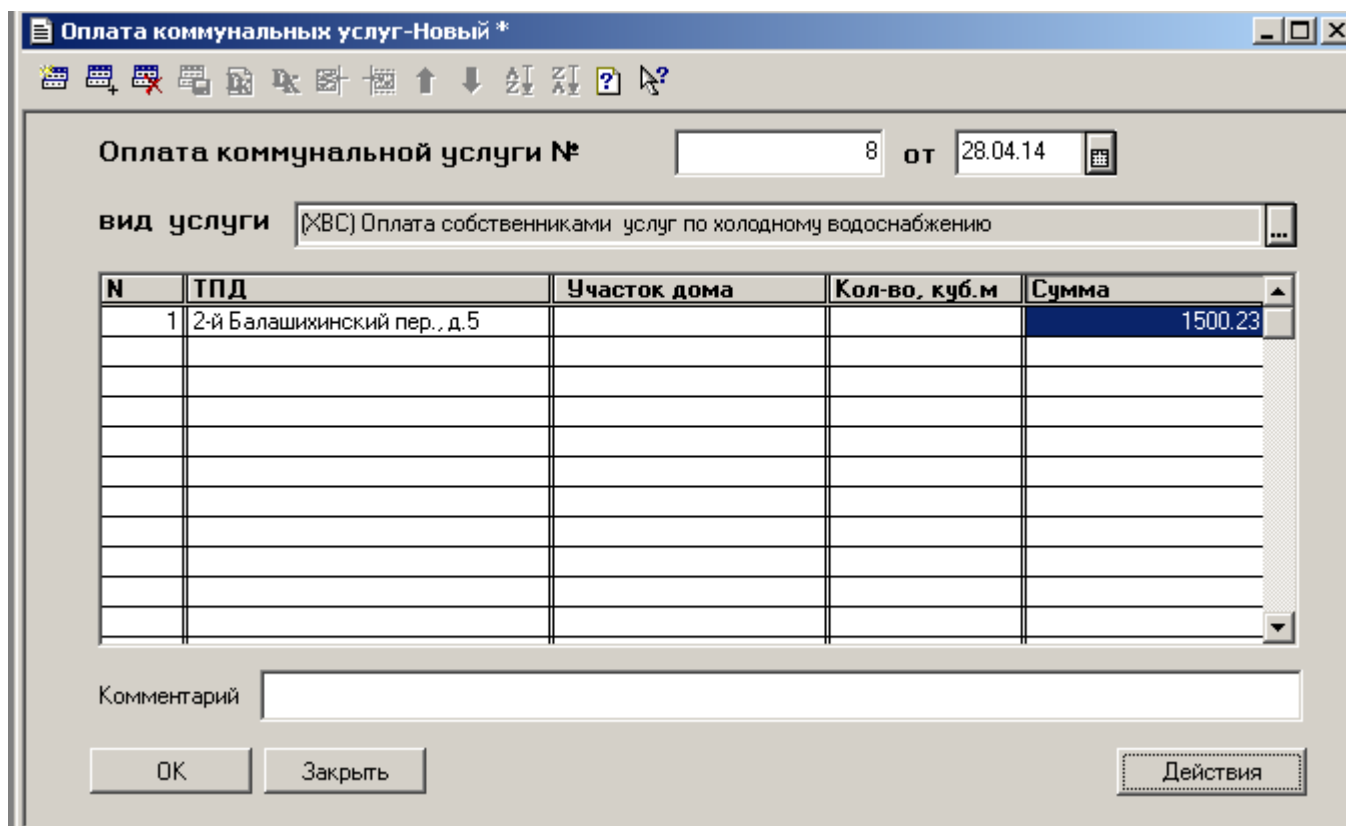 Оплата коммунальных услуг-Новый *
Оплата коммунальной услуги № 8 от 28.04.14
вид услуги (ХВС) Оплата собственниками услуг по холодному водоснабжению ...
N ТПД Участок дома Кол-во, куб.м Сумма
1 2-й Балашихинский пер., д.5 1500.23
Комментарий
OK Закрыть Действия